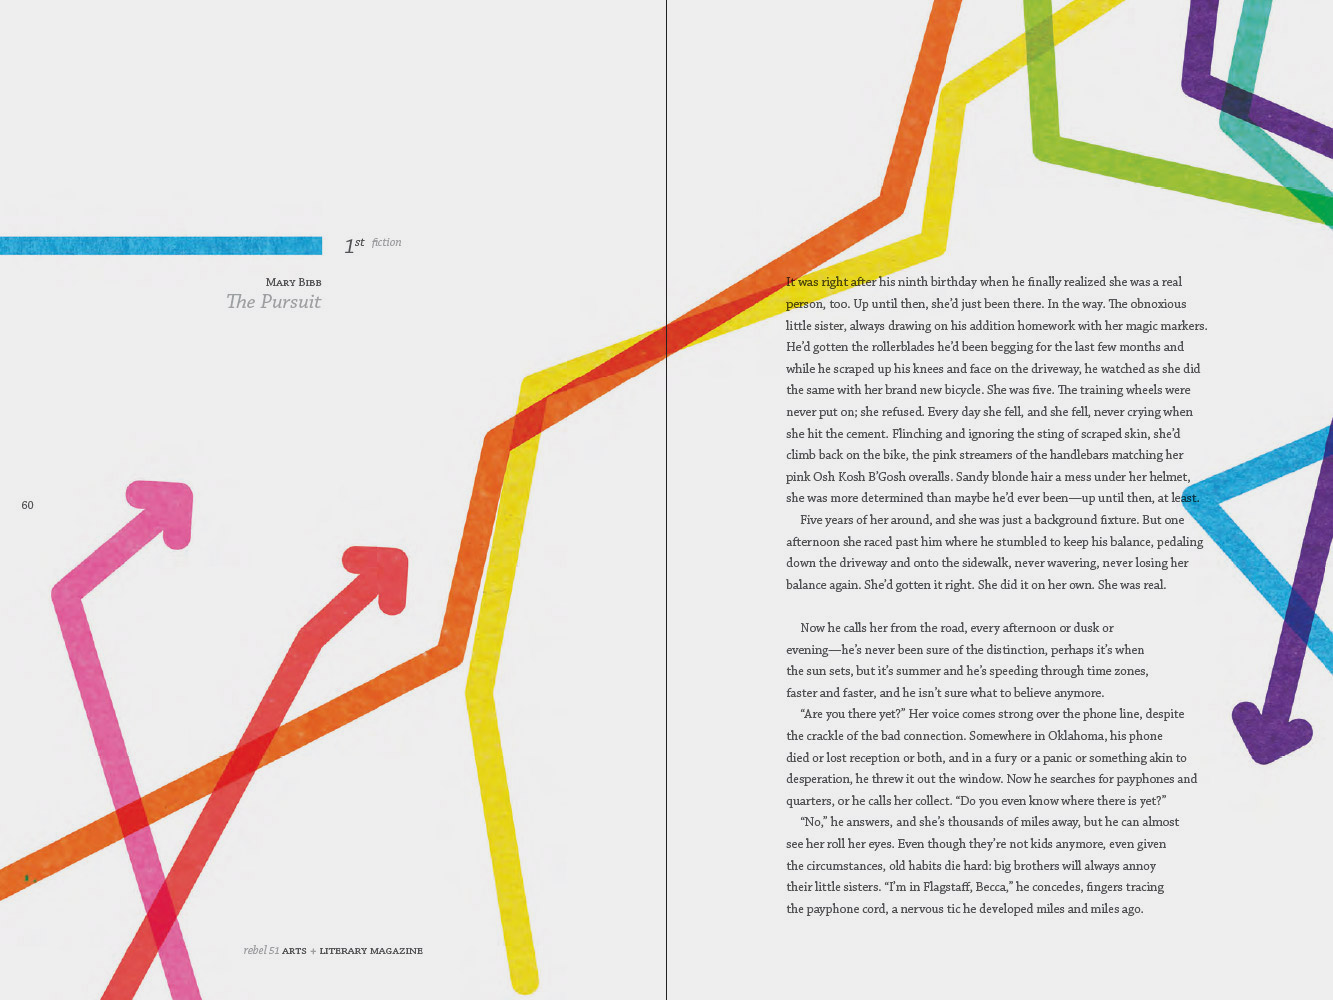 1st fiction
Mary Bibb
The Pursuit
60
rebel 51 ARTS + LITERARY MAGAZINE
It was right after his ninth birthday when he finally realized she was a real
person, too. Up until then, she’d just been there. In the way. The obnoxious
little sister, always drawing on his addition homework with her magic markers.
He’d gotten the rollerblades he’d been begging for the last few months and
while he scraped up his knees and face on the driveway, he watched as she did
the same with her brand new bicycle. She was five. The training wheels were
never put on; she refused. Every day she fell, and she fell, never crying when
she hit the cement. Flinching and ignoring the sting of scraped skin, she’d
climb back on the bike, the pink streamers of the handlebars matching her
pink Osh Kosh B’Gosh overalls. Sandy blonde hair a mess under her helmet,
she was more determined than maybe he’d ever been—up until then, at least.
Five years of her around, and she was just a background fixture. But one
afternoon she raced past him where he stumbled to keep his balance, pedaling
down the driveway and onto the sidewalk, never wavering, never losing her
balance again. She’d gotten it right. She did it on her own. She was real.
Now he calls her from the road, every afternoon or dusk or
evening—he’s never been sure of the distinction, perhaps it’s when
the sun sets, but it’s summer and he’s speeding through time zones,
faster and faster, and he isn’t sure what to believe anymore.
“Are you there yet?” Her voice comes strong over the phone line, despite
the crackle of the bad connection. Somewhere in Oklahoma, his phone
died or lost reception or both, and in a fury or a panic or something akin to
desperation, he threw it out the window. Now he searches for payphones and
quarters, or he calls her collect. “Do you even know where there is yet?”
“No,” he answers, and she’s thousands of miles away, but he can almost
see her roll her eyes. Even though they’re not kids anymore, even given
the circumstances, old habits die hard: big brothers will always annoy
their little sisters. “I’m in Flagstaff, Becca,” he concedes, fingers tracing
the payphone cord, a nervous tic he developed miles and miles ago.